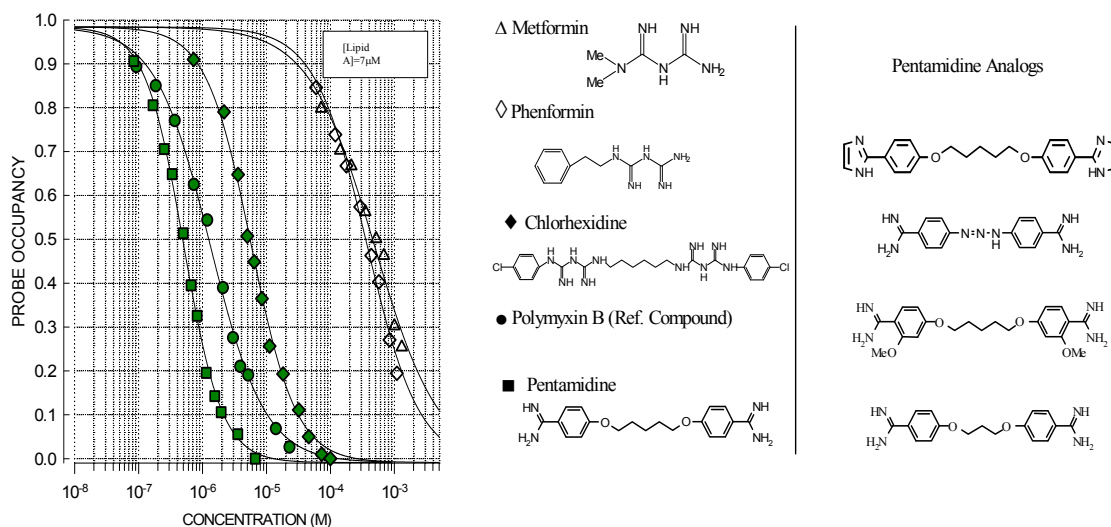 PROBE OCCUPANCY
1.0
0.9
0.8
0.7
0.6
0.5
0.4
0.3
0.2
0.1
0.0
[Lipid
A]=7μM
10⁻⁸ 10⁻⁷ 10⁻⁶ 10⁻⁵ 10⁻⁴ 10⁻³
CONCENTRATION (M)
Metformin
Me NH NH
Me N N H NH₂
Phenformin
H N H N NH₂
NH NH
Chlorhexidine
Cl H N H N NH NH H N N H NH NH H N H N Cl
Polymyxin B (Ref. Compound)
Pentamidine
NH H₂N O O NH NH₂
Pentamidine Analogs
N NH O O N HN
NH H₂N N-N-N H NH NH₂
NH H₂N MeO O O OMe NH NH₂
NH H₂N O O NH NH₂